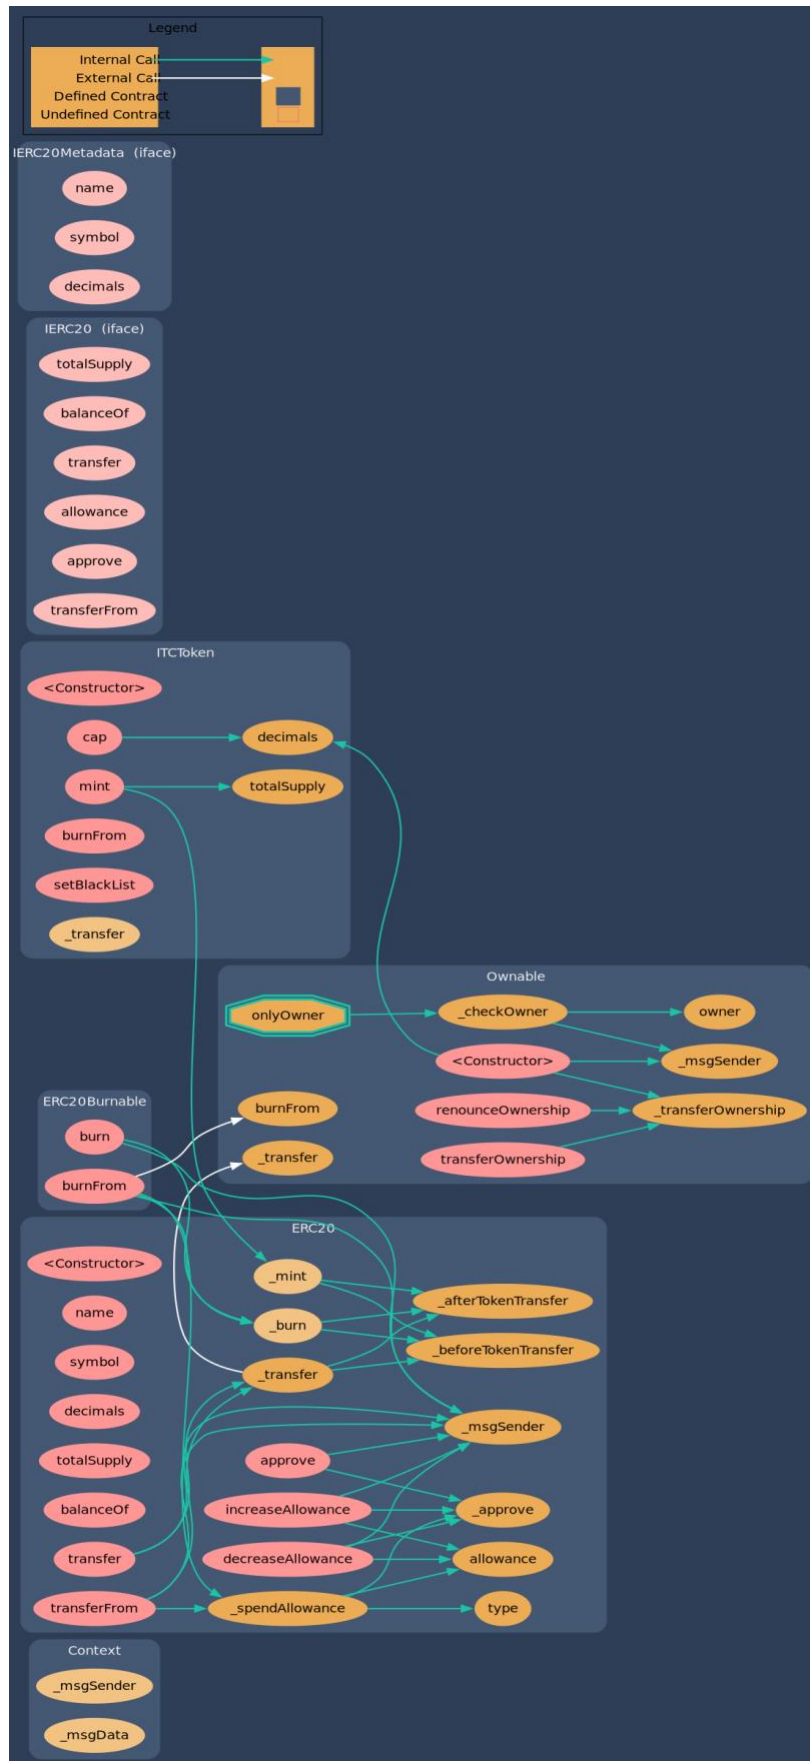 Legend
Internal Call
External Call
Defined Contract
Undefined Contract
IERC20Metadata (iface)
name
symbol
decimals
IERC20 (iface)
totalSupply
balanceOf
transfer
allowance
approve
transferFrom
ITCToken
<Constructor>
cap
decimals
mint
totalSupply
burnFrom
setBlackList
_transfer
Ownable
onlyOwner
_checkOwner
owner
<Constructor>
_msgSender
burnFrom
renounceOwnership
_transferOwnership
_transfer
transferOwnership
ERC20Burnable
burn
burnFrom
ERC20
<Constructor>
_mint
_afterTokenTransfer
name
_burn
_beforeTokenTransfer
symbol
_transfer
decimals
_msgSender
totalSupply
approve
balanceOf
increaseAllowance
_approve
transfer
decreaseAllowance
allowance
transferFrom
_spendAllowance
type
Context
_msgSender
_msgData